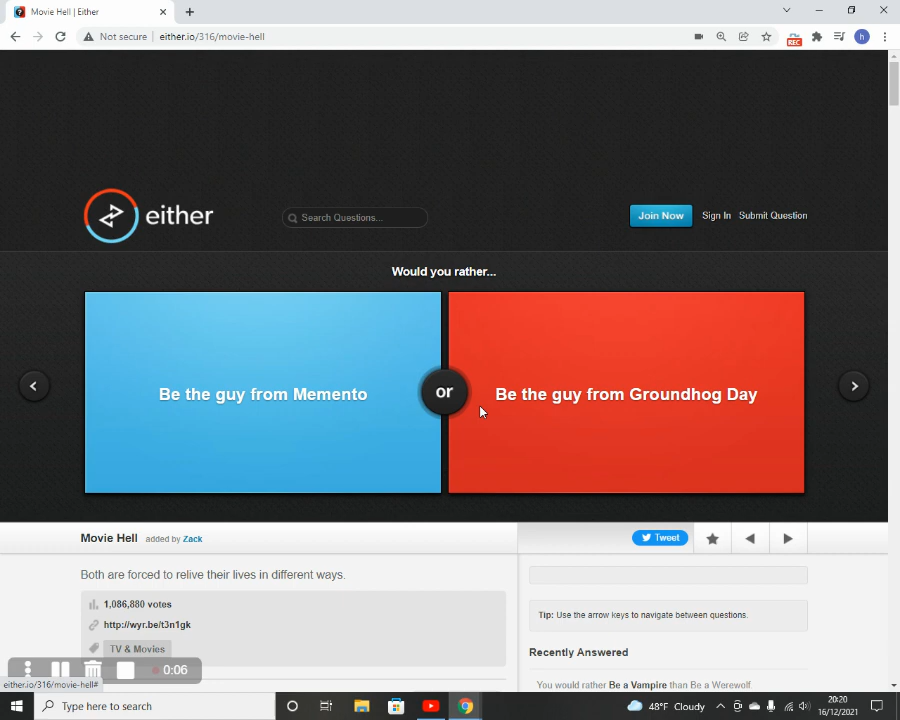 Movie Hell | Either
Not secure | either.io/316/movie-hell
REC
h
either
Search Questions...
Join Now Sign In Submit Question
Would you rather...
Be the guy from Memento
or
Be the guy from Groundhog Day
Movie Hell added by Zack
Tweet
Both are forced to relive their lives in different ways.
1,086,880 votes
http://wyr.be/t3n1gk
TV & Movies
Tip: Use the arrow keys to navigate between questions.
Recently Answered
You would rather Be a Vampire than Be a Werewolf
0:06
either.io/316/movie-hell#
Type here to search
48°F Cloudy
20:20
16/12/2021